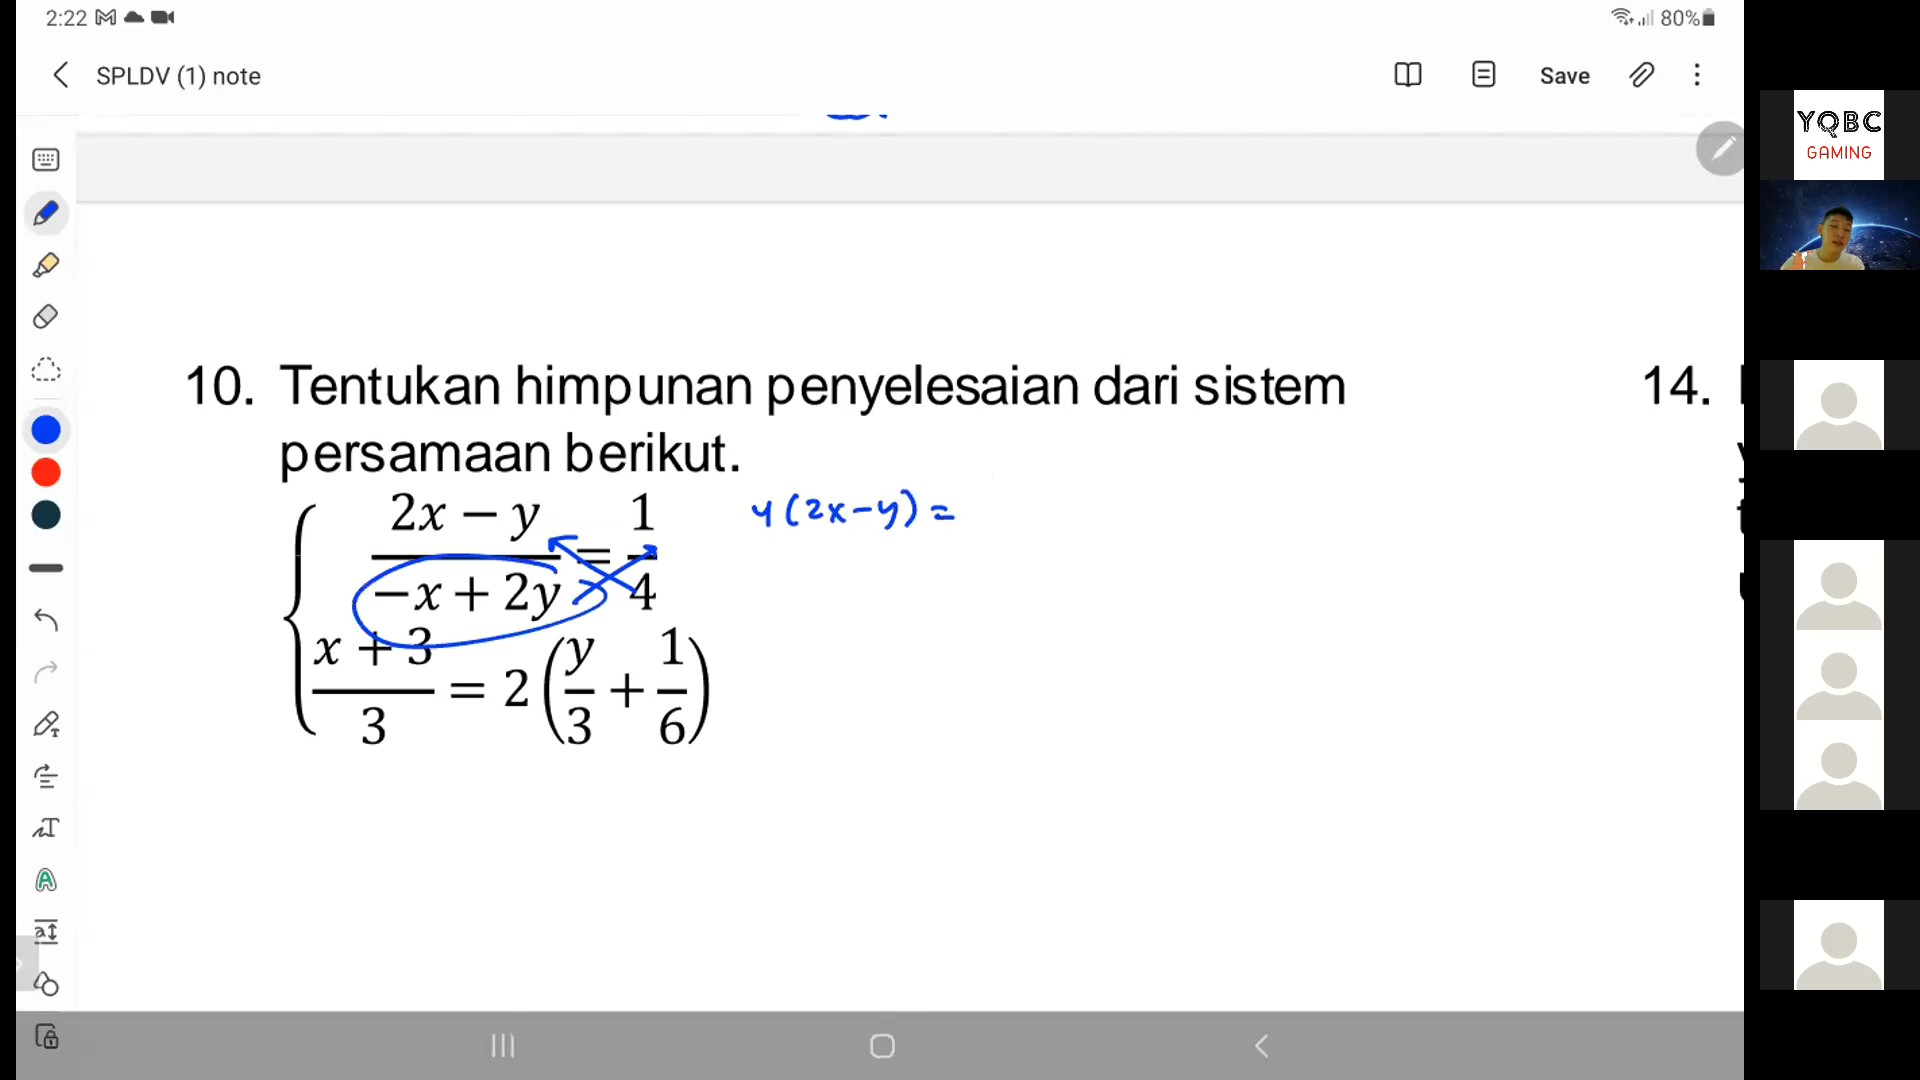 2:22 80%
SPLDV (1) note Save
YQBC
GAMING
10. Tentukan himpunan penyelesaian dari sistem 14.
persamaan berikut.
2x − y / −x + 2y = 1/4 4(2x−y) =
x + 3 / 3 = 2(y/3 + 1/6)